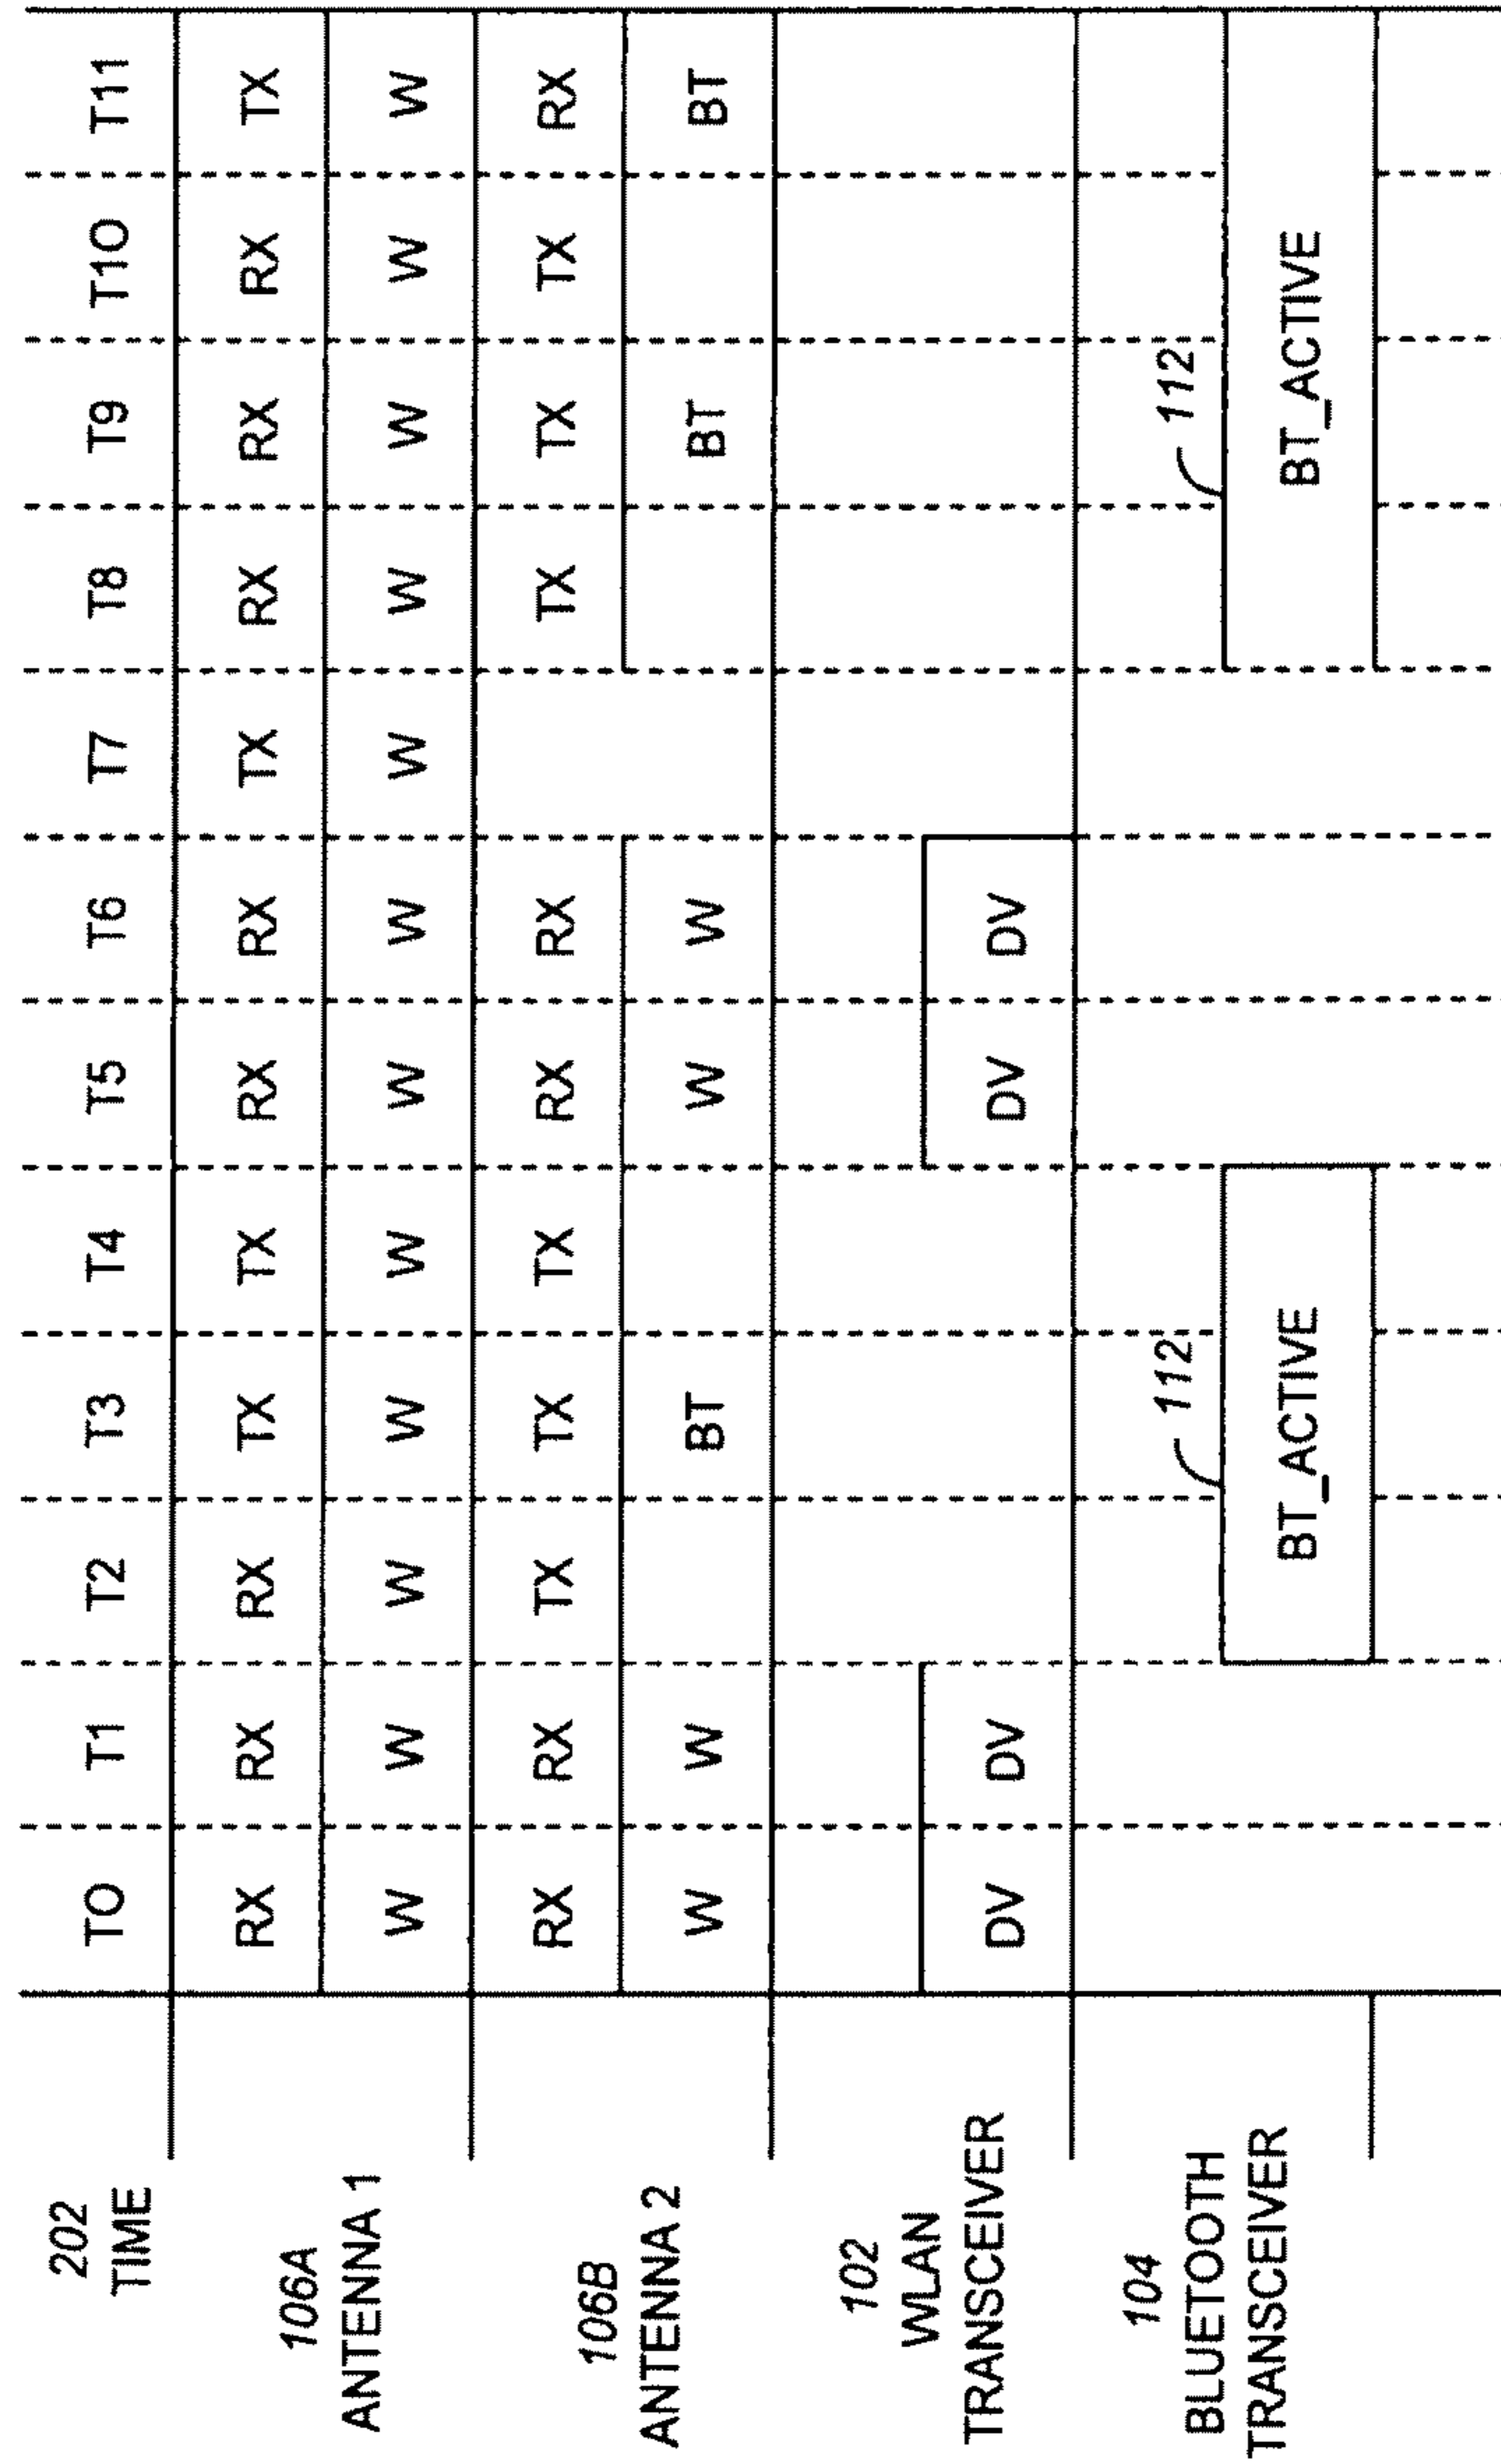 202
TIME
T0 T1 T2 T3 T4 T5 T6 T7 T8 T9 T10 T11
106A
ANTENNA 1
RX RX RX TX TX RX RX TX RX RX RX TX
W W W W W W W W W W W W
106B
ANTENNA 2
RX RX TX TX TX RX RX TX TX TX RX
W W BT W W BT BT
102
WLAN
TRANSCEIVER
DV DV DV DV
104
BLUETOOTH
TRANSCEIVER
112 112
BT_ACTIVE BT_ACTIVE